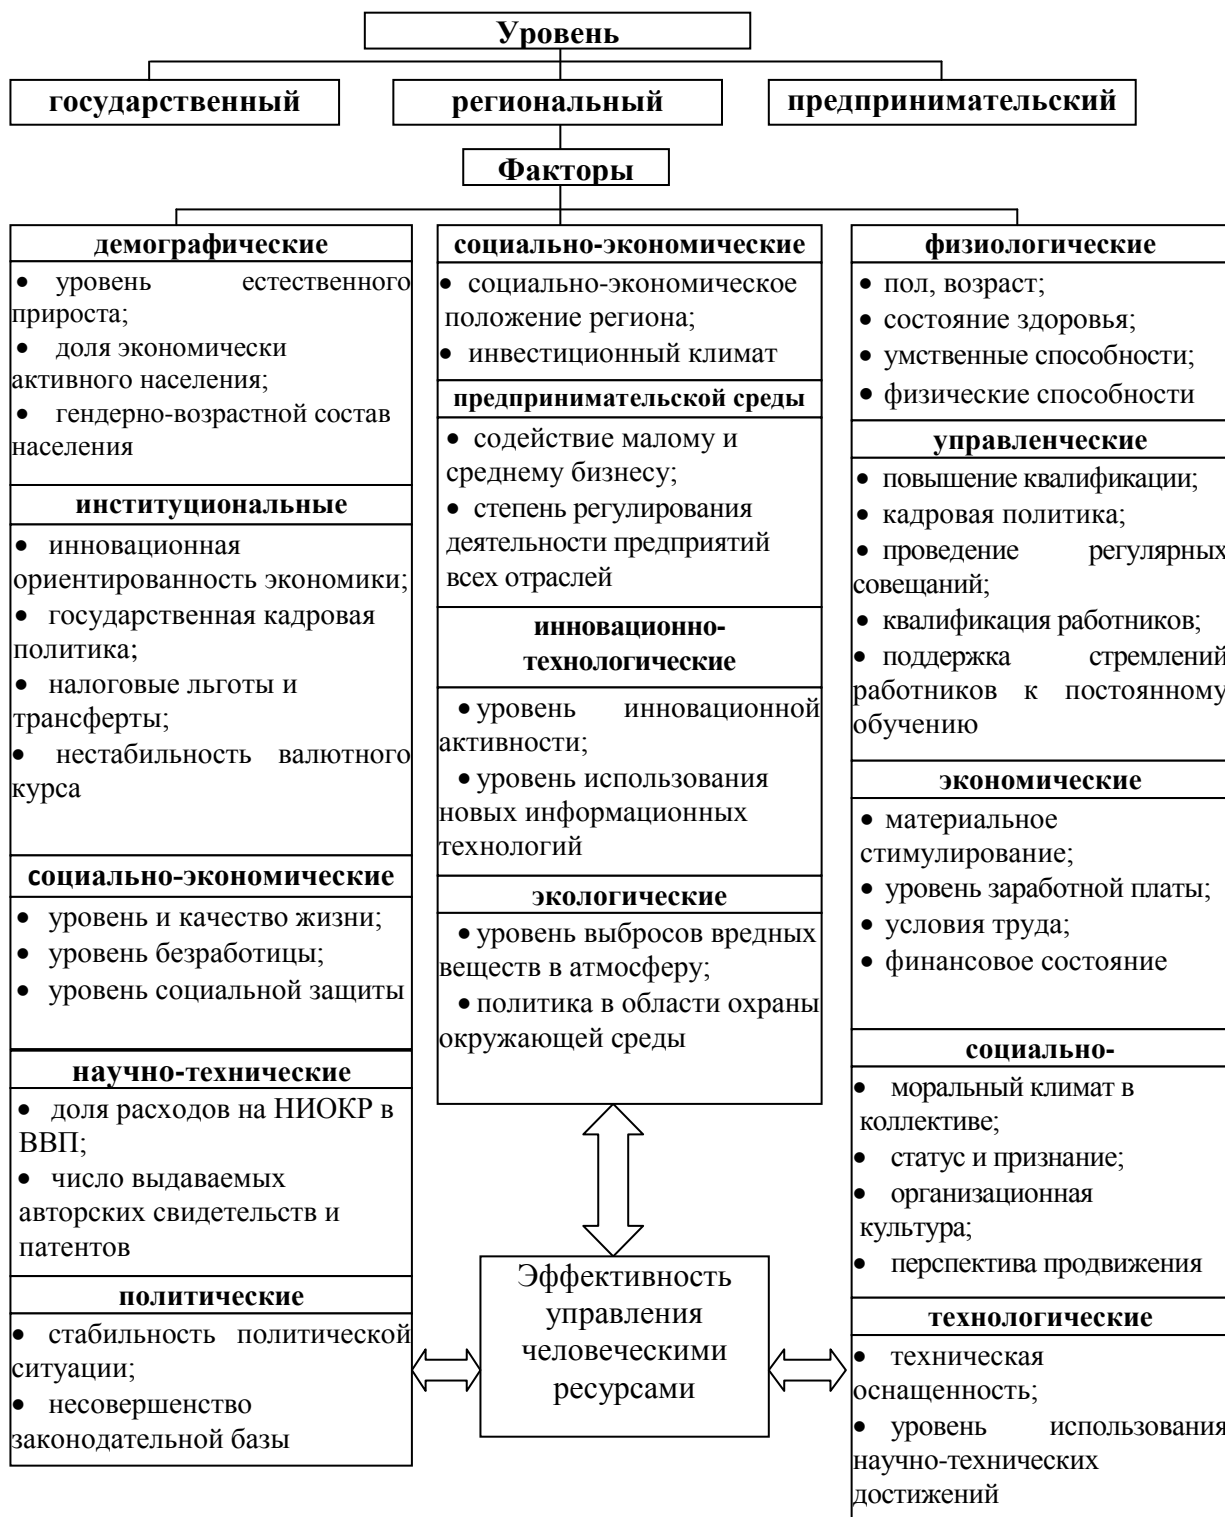 Уровень
государственный
региональный
предпринимательский
Факторы
демографические
• уровень естественного
прироста;
• доля экономически
активного населения;
• гендерно-возрастной состав
населения
институциональные
• инновационная
ориентированность экономики;
• государственная кадровая
политика;
• налоговые льготы и
трансферты;
• нестабильность валютного
курса
социально-экономические
• уровень и качество жизни;
• уровень безработицы;
• уровень социальной защиты
научно-технические
• доля расходов на НИОКР в
ВВП;
• число выдаваемых
авторских свидетельств и
патентов
политические
• стабильность политической
ситуации;
• несовершенство
законодательной базы
социально-экономические
• социально-экономическое
положение региона;
• инвестиционный климат
предпринимательской среды
• содействие малому и
среднему бизнесу;
• степень регулирования
деятельности предприятий
всех отраслей
инновационно-
технологические
• уровень инновационной
активности;
• уровень использования
новых информационных
технологий
экологические
• уровень выбросов вредных
веществ в атмосферу;
• политика в области охраны
окружающей среды
Эффективность
управления
человеческими
ресурсами
физиологические
• пол, возраст;
• состояние здоровья;
• умственные способности;
• физические способности
управленческие
• повышение квалификации;
• кадровая политика;
• проведение регулярных
совещаний;
• квалификация работников;
• поддержка стремлений
работников к постоянному
обучению
экономические
• материальное
стимулирование;
• уровень заработной платы;
• условия труда;
• финансовое состояние
социально-
• моральный климат в
коллективе;
• статус и признание;
• организационная
культура;
• перспектива продвижения
технологические
• техническая
оснащенность;
• уровень использования
научно-технических
достижений